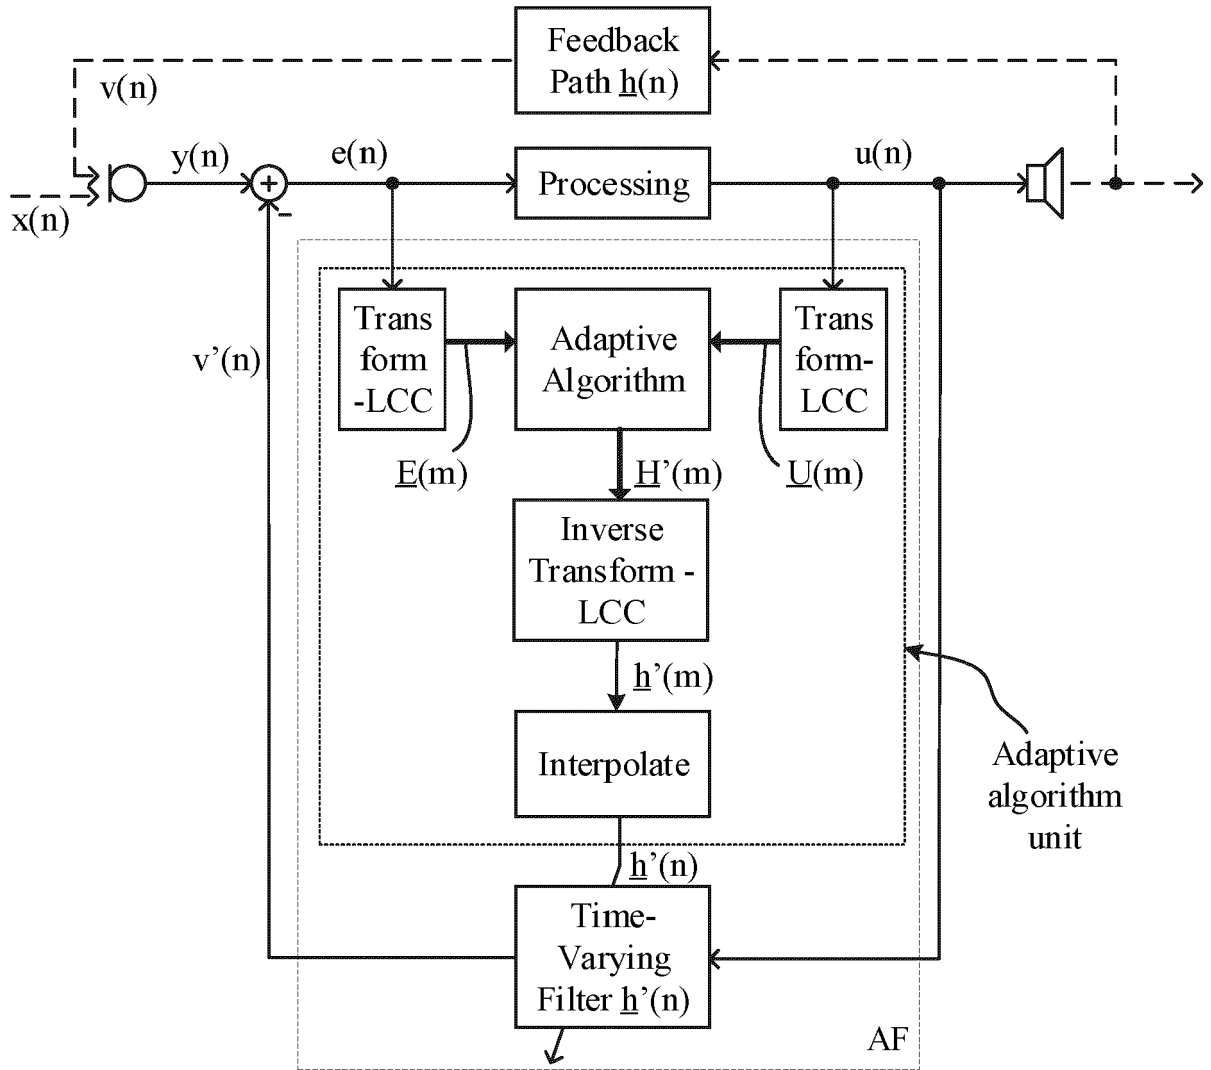 Feedback
Path h(n)
v(n)
y(n)
e(n)
u(n)
+
Processing
x(n)
-
Trans
form
-LCC
Adaptive
Algorithm
Trans
form-
LCC
v’(n)
E(m)
H’(m)
U(m)
Inverse
Transform -
LCC
h’(m)
Interpolate
Adaptive
algorithm
unit
h’(n)
Time-
Varying
Filter h’(n)
AF